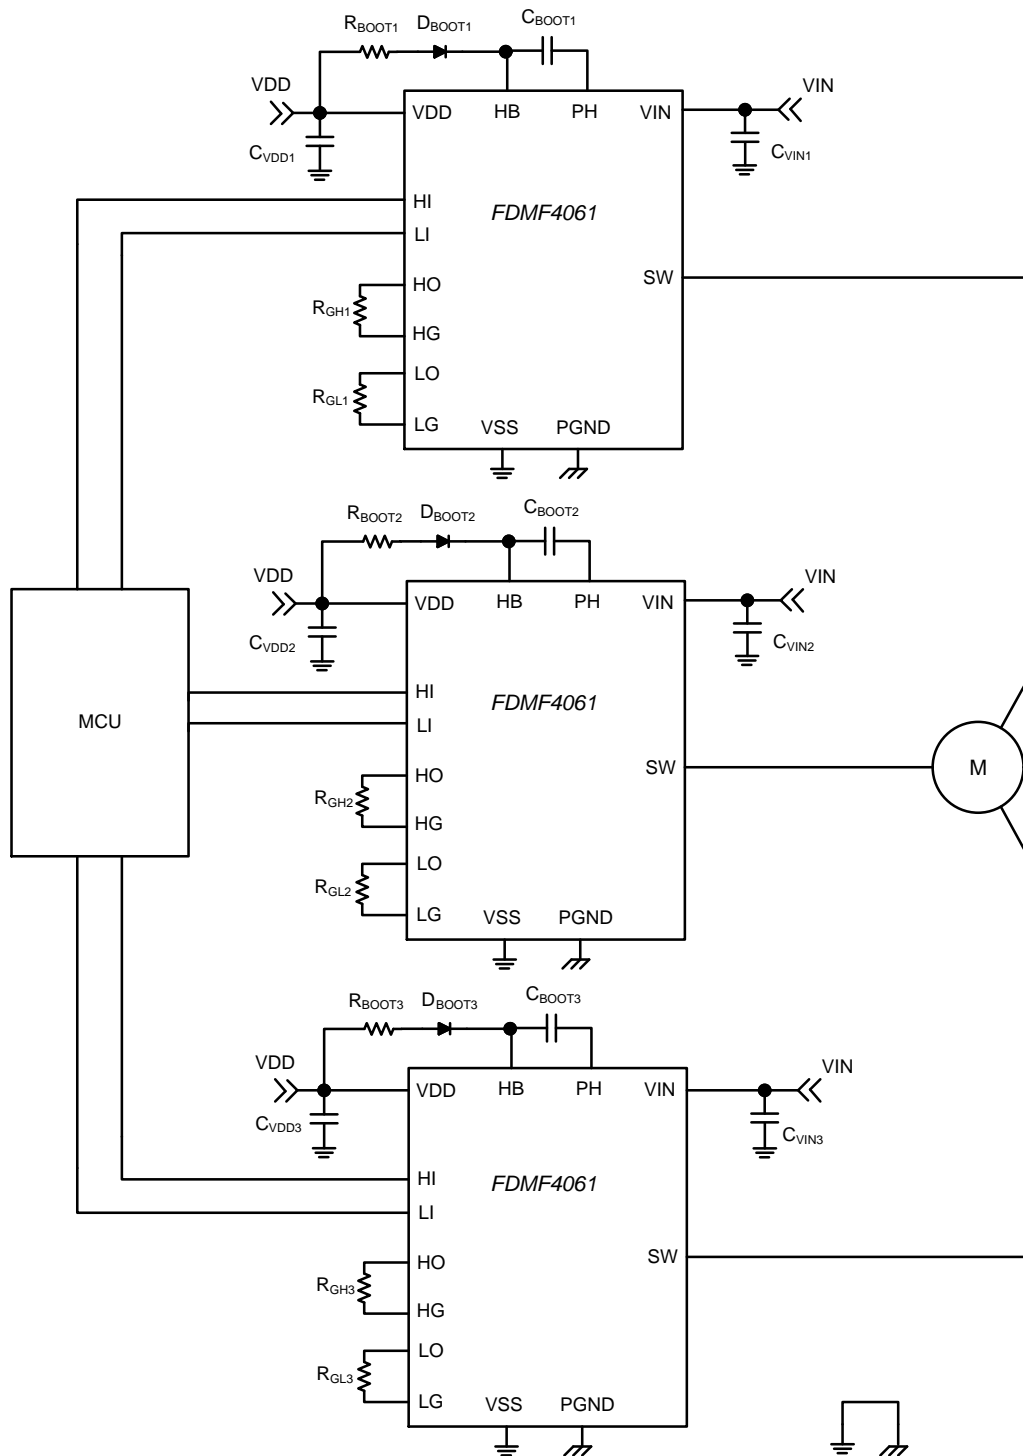 RBOOT1 DBOOT1 CBOOT1
VDD VDD HB PH VIN VIN
CVDD1 CVIN1
HI FDMF4061
LI
HO SW
RGH1
HG
LO
RGL1
LG VSS PGND
RBOOT2 DBOOT2 CBOOT2
VDD VDD HB PH VIN VIN
CVDD2 CVIN2
HI FDMF4061
MCU LI
HO SW M
RGH2
HG
LO
RGL2
LG VSS PGND
RBOOT3 DBOOT3 CBOOT3
VDD VDD HB PH VIN VIN
CVDD3 CVIN3
HI FDMF4061
LI
HO SW
RGH3
HG
LO
RGL3
LG VSS PGND